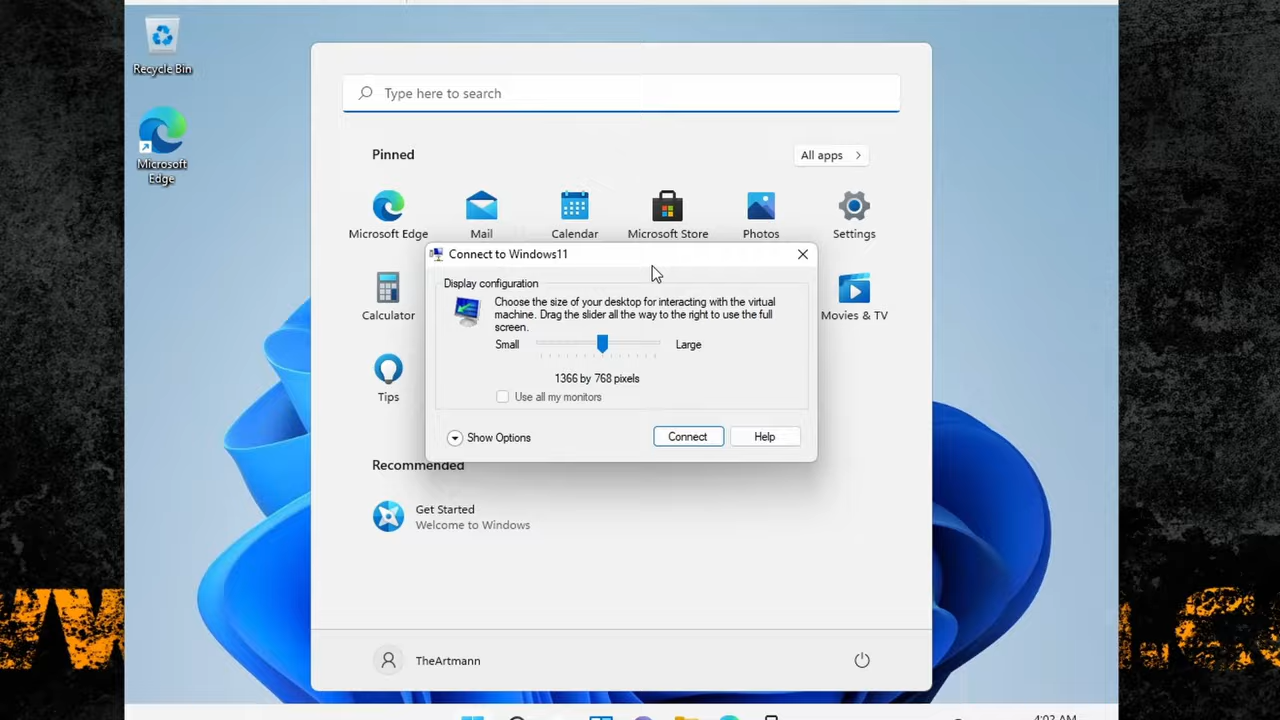 Recycle Bin
Microsoft
Edge
Type here to search
Pinned
All apps
Microsoft Edge
Mail
Calendar
Microsoft Store
Photos
Settings
Connect to Windows11
Display configuration
Choose the size of your desktop for interacting with the virtual
machine. Drag the slider all the way to the right to use the full
screen.
Small
Large
1366 by 768 pixels
Use all my monitors
Show Options
Connect
Help
Calculator
Movies & TV
Tips
Recommended
Get Started
Welcome to Windows
TheArtmann
4:02 AM